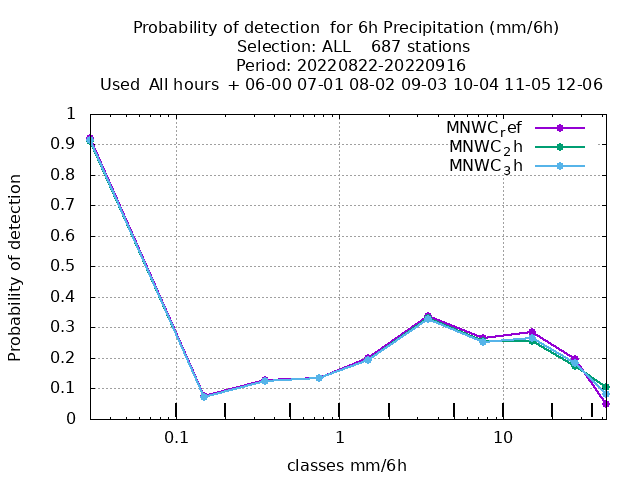 Probability of detection  for 6h Precipitation (mm/6h)
Selection: ALL    687 stations
Period: 20220822-20220916
Used  All hours  + 06-00 07-01 08-02 09-03 10-04 11-05 12-06
MNWCref
MNWC2h
MNWC3h
1
0.9
0.8
0.7
0.6
0.5
0.4
0.3
0.2
0.1
0
Probability of detection
0.1 1 10
classes mm/6h